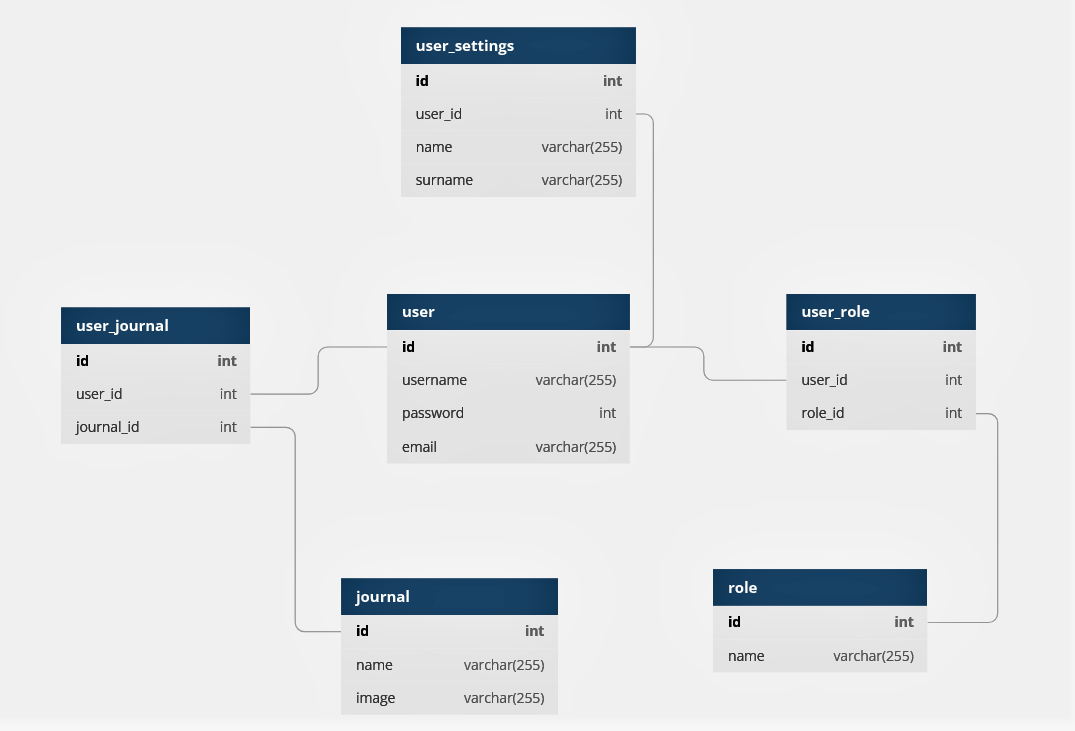 user_settings
id int
user_id int
name varchar(255)
surname varchar(255)
user_journal
id int
user_id int
journal_id int
user
id int
username varchar(255)
password int
email varchar(255)
user_role
id int
user_id int
role_id int
journal
id int
name varchar(255)
image varchar(255)
role
id int
name varchar(255)